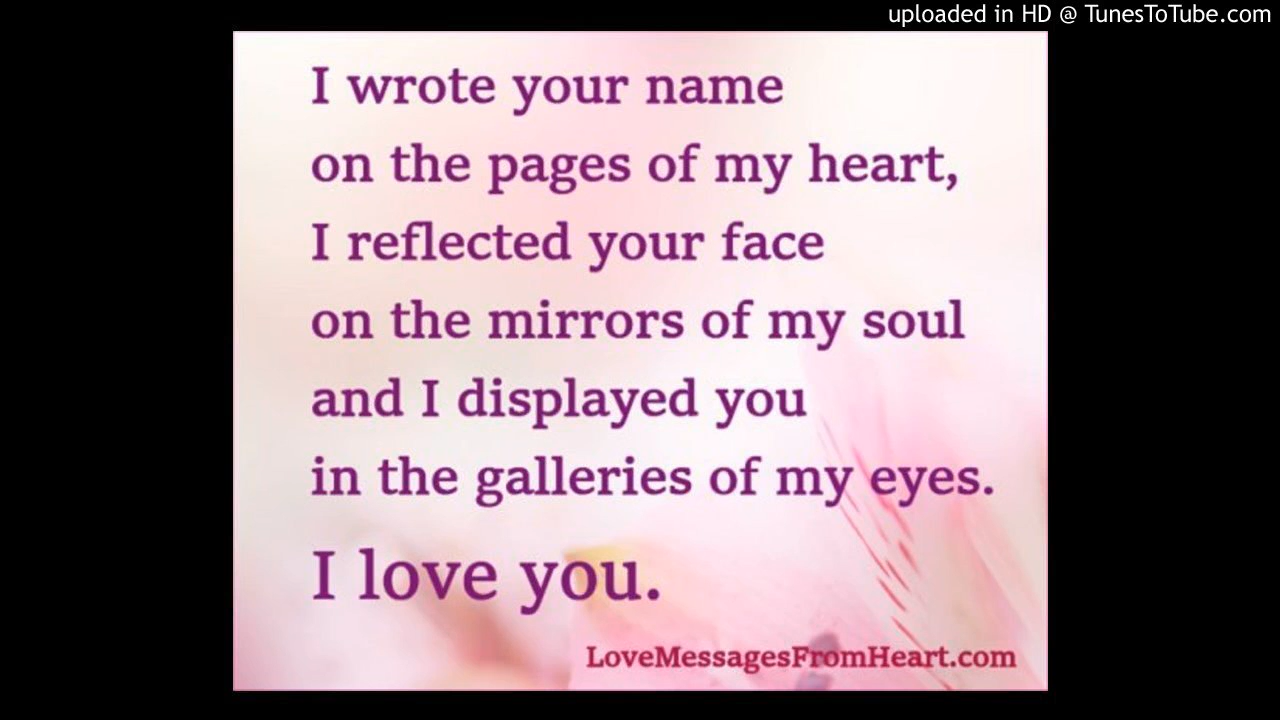 uploaded in HD @ TunesToTube.com
I wrote your name
on the pages of my heart,
I reflected your face
on the mirrors of my soul
and I displayed you
in the galleries of my eyes.
I love you.
LoveMessagesFromHeart.com